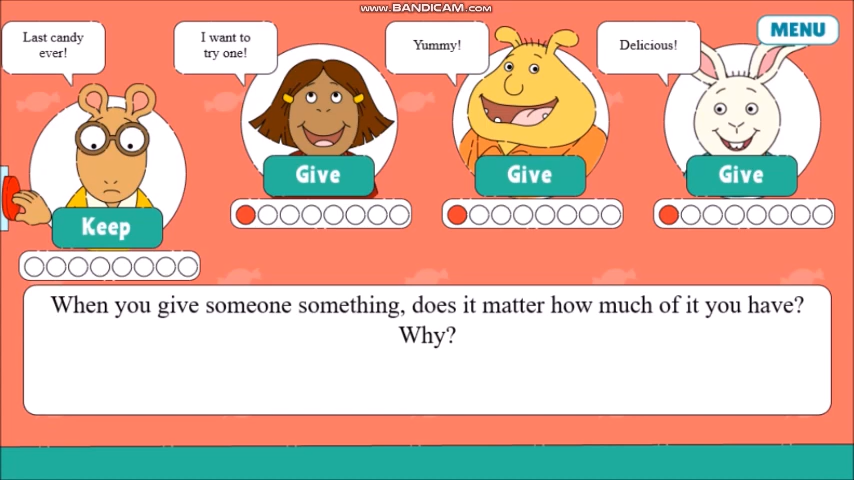 www.BANDICAM.com
MENU
Last candy
ever!
I want to
try one!
Yummy!
Delicious!
Keep
Give
Give
Give
When you give someone something, does it matter how much of it you have?
Why?